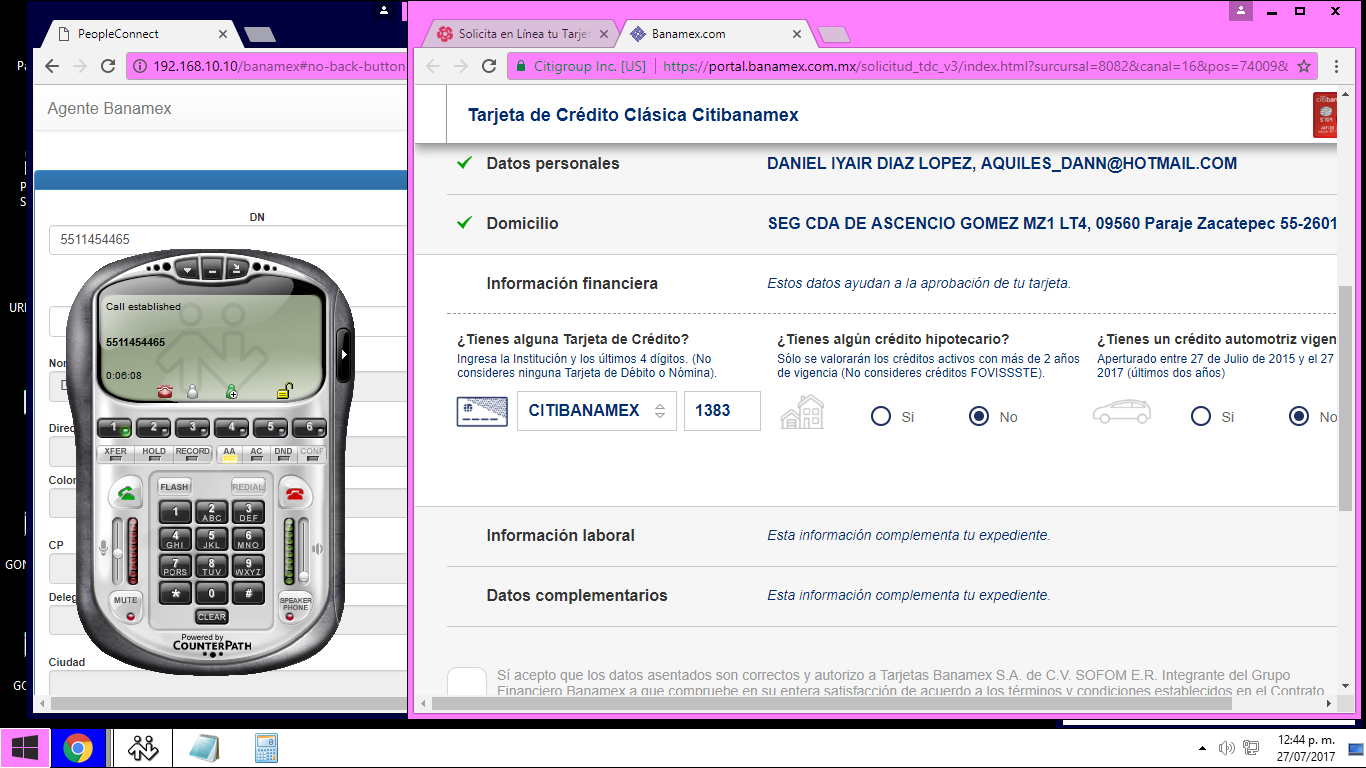 PeopleConnect
192.168.10.10/banamex#no-back-button
Agente Banamex
DN
5511454465
Call established
5511454465
0:06:08
1 2 3 4 5 6
XFER HOLD RECORD AA AC DND CONF
FLASH REDIAL
1 2 ABC 3 DEF
4 GHI 5 JKL 6 MNO
7 PQRS 8 TUV 9 WXYZ
* 0 #
MUTE
SPEAKER PHONE
CLEAR
Powered by
COUNTERPATH
Colon
CP
Ciudad
Solicita en Línea tu Tarjet
Banamex.com
Citigroup Inc. [US] https://portal.banamex.com.mx/solicitud_tdc_v3/index.html?surcursal=8082&canal=16&pos=74009&
Tarjeta de Crédito Clásica Citibanamex
Datos personales DANIEL IYAIR DIAZ LOPEZ, AQUILES_DANN@HOTMAIL.COM
Domicilio SEG CDA DE ASCENCIO GOMEZ MZ1 LT4, 09560 Paraje Zacatepec 55-2601
Información financiera Estos datos ayudan a la aprobación de tu tarjeta.
¿Tienes alguna Tarjeta de Crédito?
Ingresa la Institución y los últimos 4 dígitos. (No
consideres ninguna Tarjeta de Débito o Nómina).
CITIBANAMEX 1383
¿Tienes algún crédito hipotecario?
Sólo se valorarán los créditos activos con más de 2 años
de vigencia (No consideres créditos FOVISSSTE).
Si No
¿Tienes un crédito automotriz vigen
Aperturado entre 27 de Julio de 2015 y el 27
2017 (últimos dos años)
Si No
Información laboral Esta información complementa tu expediente.
Datos complementarios Esta información complementa tu expediente.
Sí acepto que los datos asentados son correctos y autorizo a Tarjetas Banamex S.A. de C.V. SOFOM E.R. Integrante del Grupo
Financiero Banamex a que compruebe en su entera satisfacción de acuerdo a los términos y condiciones establecidos en el Contrato
12:44 p. m.
27/07/2017